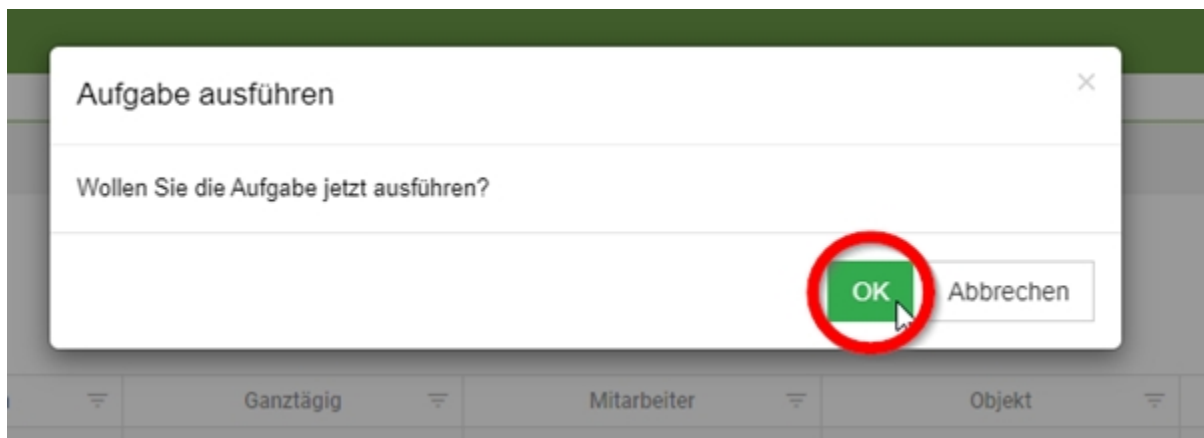 Aufgabe ausführen
×
Wollen Sie die Aufgabe jetzt ausführen?
OK Abbrechen
Ganztägig Mitarbeiter Objekt